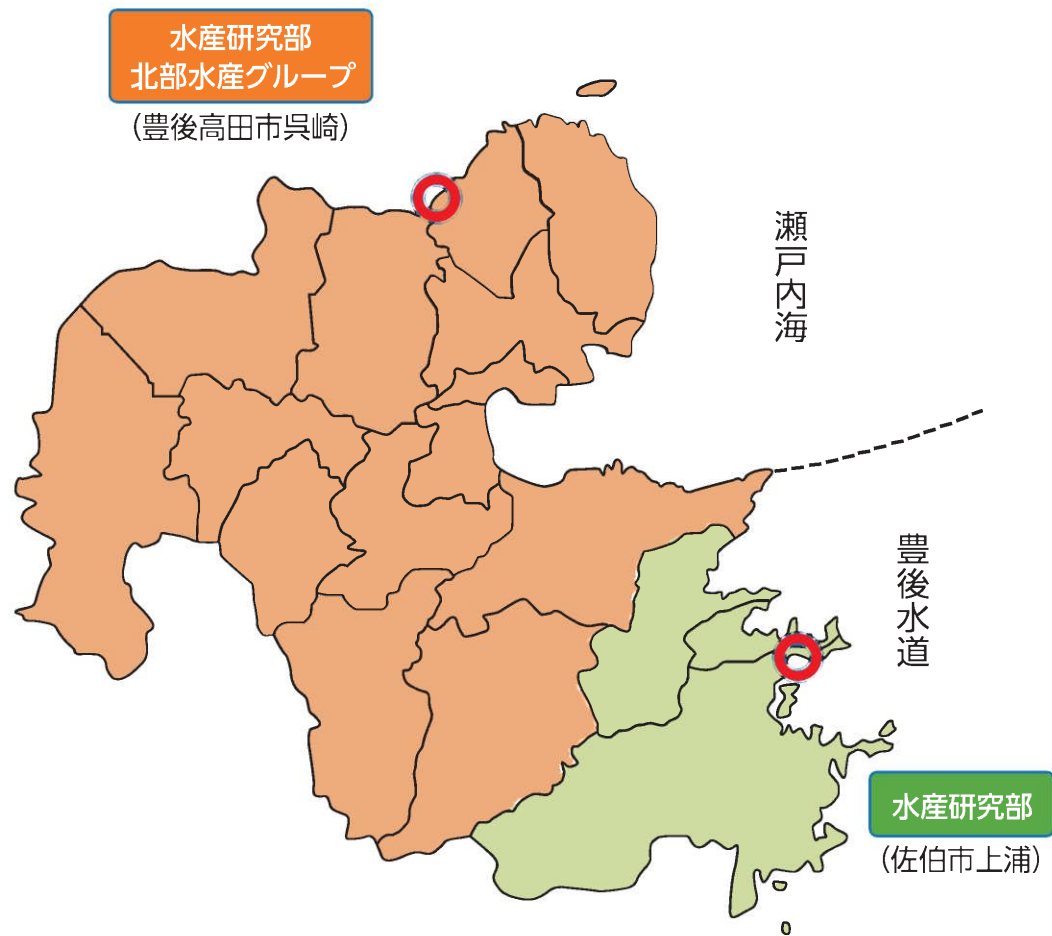 水産研究部
北部水産グループ
(豊後高田市呉崎)
瀬戸内海
豊後水道
水産研究部
(佐伯市上浦)